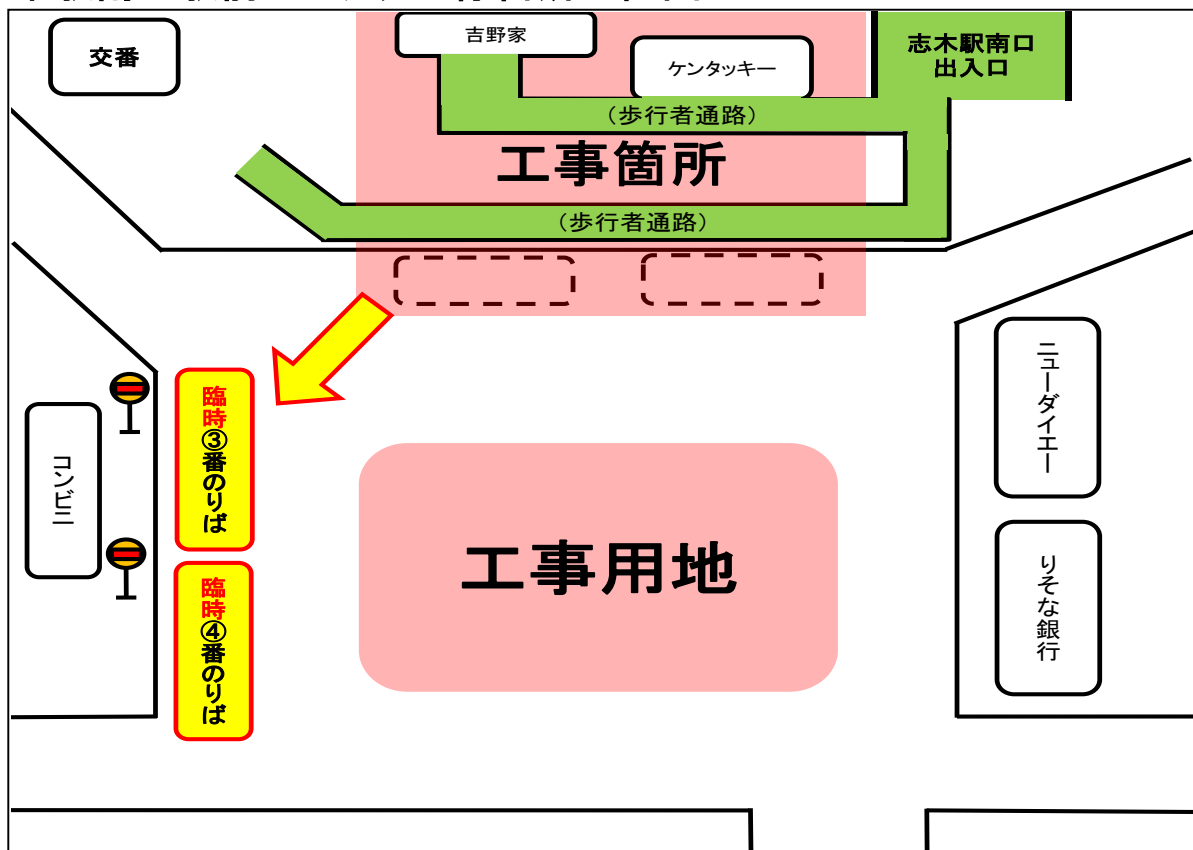 交番
吉野家
ケンタッキー
志木駅南口
出入口
(歩行者通路)
工事箇所
(歩行者通路)
臨時③番のりば
コンビニ
臨時④番のりば
工事用地
ニューダイエー
りそな銀行